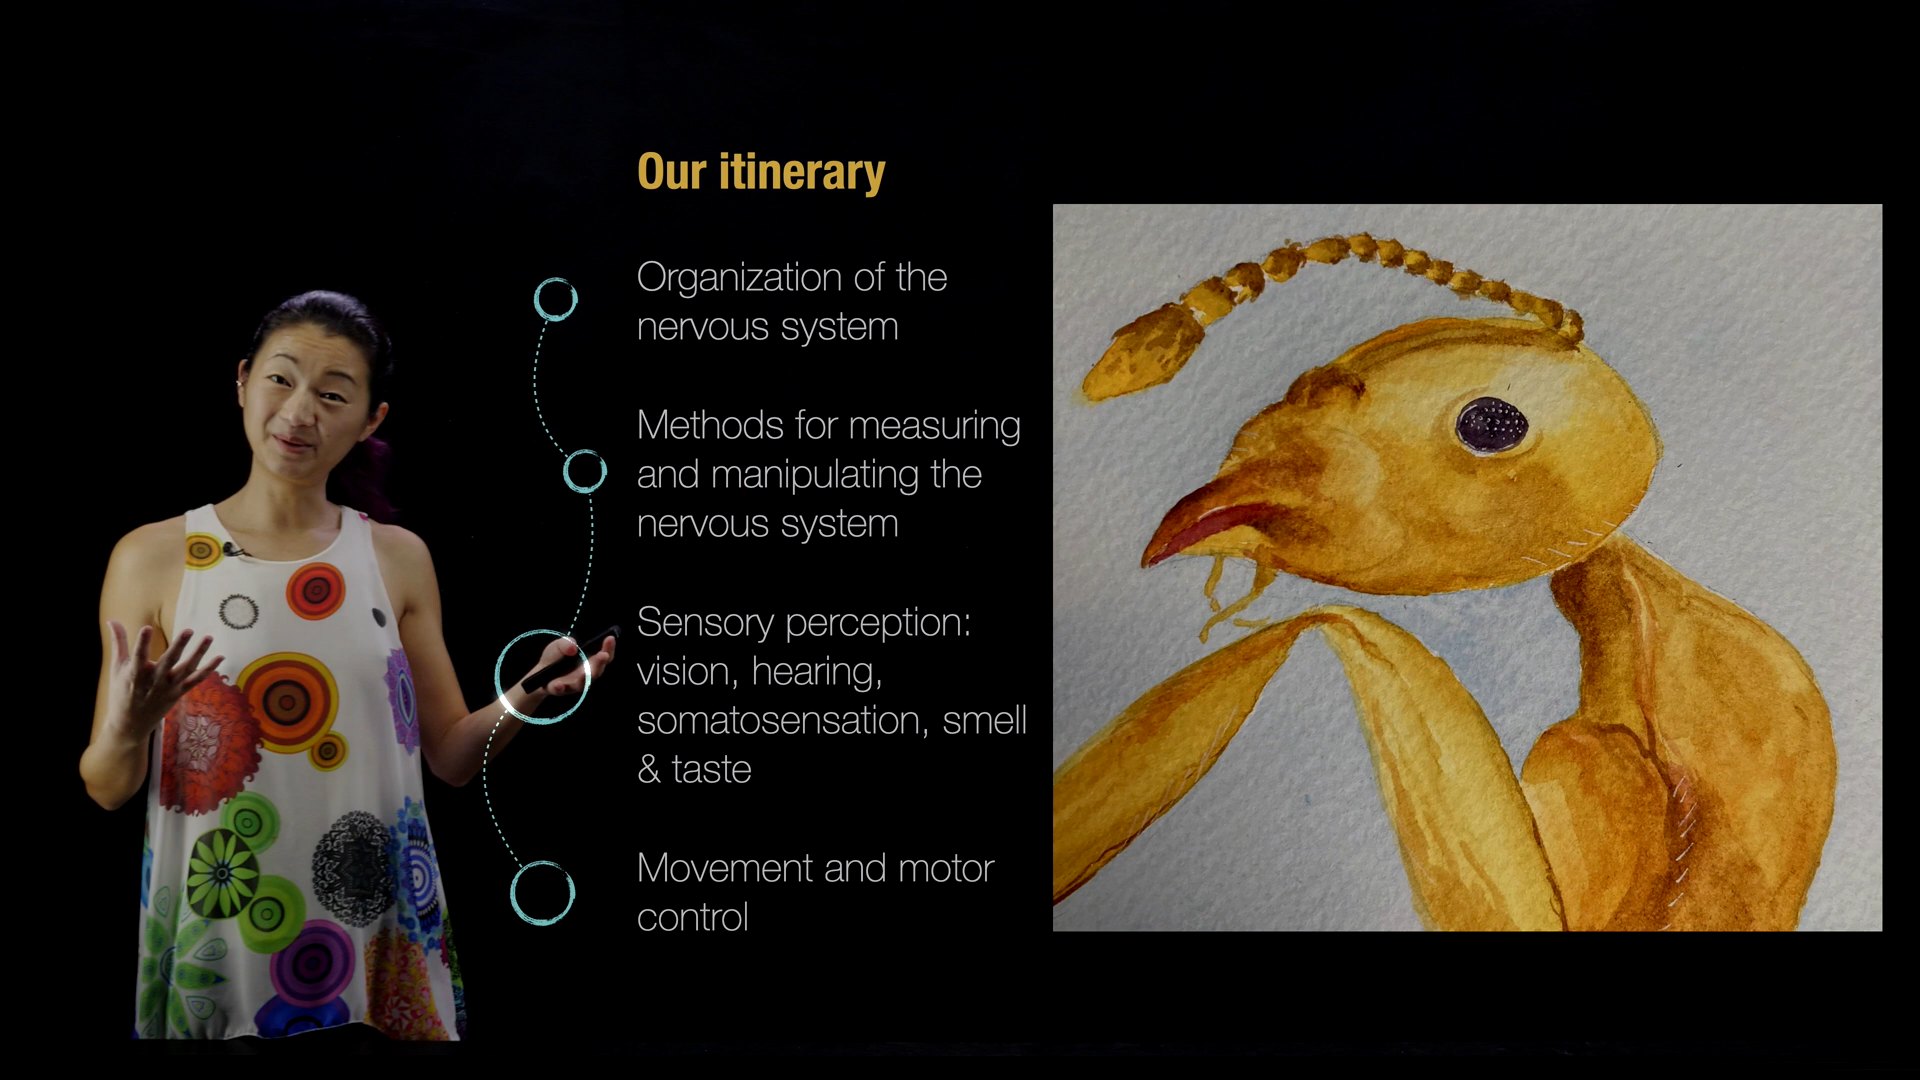 Our itinerary
Organization of the
nervous system
Methods for measuring
and manipulating the
nervous system
Sensory perception:
vision, hearing,
somatosensation, smell
& taste
Movement and motor
control